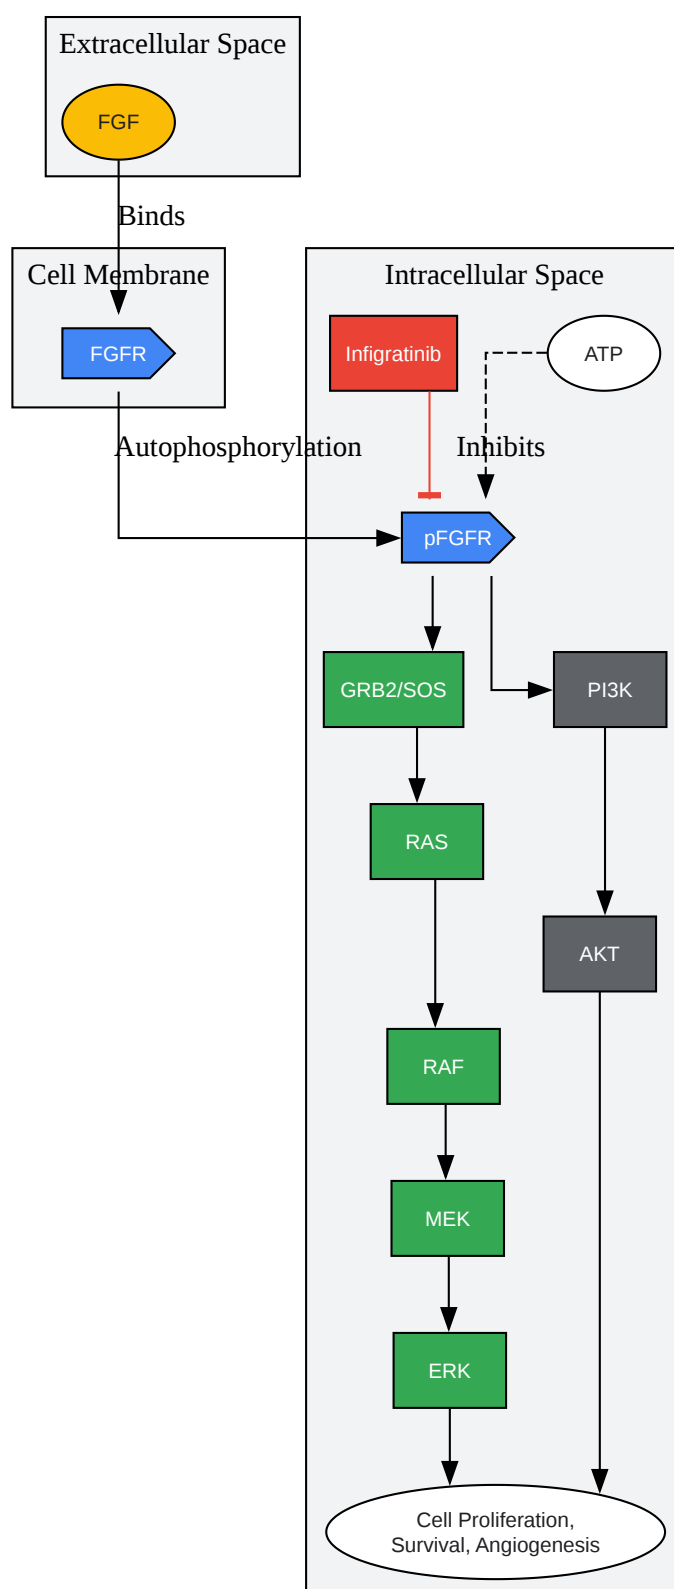 Extracellular Space
FGF
Binds
Cell Membrane
Intracellular Space
FGFR
Infigratinib
ATP
Autophosphorylation
Inhibits
pFGFR
GRB2/SOS
PI3K
RAS
AKT
RAF
MEK
ERK
Cell Proliferation,
Survival, Angiogenesis